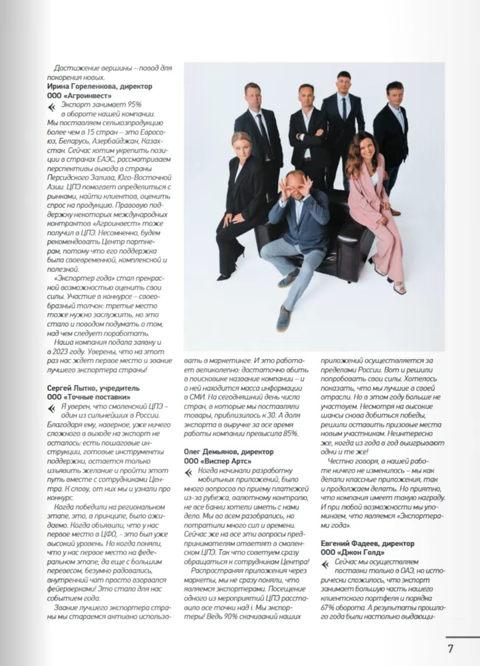 Достижение вершины – повод для
покорения новых.
Ирина Гореленкова, директор
ООО «Агроинвест»
« Экспорт занимает 95%
в обороте нашей компании.
Мы поставляем сельхозпродукцию
более чем в 15 стран – это Евросо-
юз, Беларусь, Азербайджан, Казах-
стан. Сейчас хотим укрепить пози-
ции в странах ЕАЭС, рассматриваем
перспективы выхода в страны
Персидского Залива, Юго-Восточной
Азии. ЦПЭ помогает определиться с
рынками, найти клиентов, оценить
спрос на продукцию. Правовую под-
держку некоторых международных
контрактов «Агроинвест» тоже
получил в ЦПЭ. Несомненно, будем
рекомендовать Центр партне-
рам, потому что его поддержка
была своевременной, комплексной и
полезной.
«Экспортер года» стал прекрас-
ной возможностью оценить свои
силы. Участие в конкурсе – своео-
бразный толчок: третье место
тоже нужно заслужить, но это
стало и поводом подумать о том,
над чем следует поработать.
Наша компания подала заявку и
в 2023 году. Уверены, что на этот
раз нас ждет первое место и звание
лучшего экспортера страны!
Сергей Лытко, учредитель
ООО «Точные поставки»
« Я уверен, что смоленский ЦПЭ –
один из сильнейших в России.
Благодаря ему, наверное, уже ничего
сложного в выходе на экспорт не
осталось: есть пошаговые ин-
струкции, готовые инструменты
поддержки, остается только
изъявить желание и пройти этот
путь вместе с сотрудниками Цен-
тра. К слову, от них мы и узнали про
конкурс.
Когда победили на региональном
этапе, это, в принципе, было ожи-
даемо. Когда объявили, что у нас
первое место в ЦФО, - это был уже
высокий уровень. Но когда поняли,
что у нас первое место на феде-
ральном этапе, да еще с большим
перевесом, безумно радовались,
внутренний чат просто взорвался
фейерверками! Это стало для нас
событием года.
Звание лучшего экспортера стра-
ны мы стараемся активно использо-
вать в маркетинге. И это работа-
ет великолепно: достаточно вбить
в поисковике название компании – и
о ней находится масса информации
в СМИ. На сегодняшний день число
стран, в которые мы поставляли
товары, приблизилось к 30. А доля
экспорта в выручке за все время
работы компании превысила 85%.
Олег Демьянов, директор
ООО «Виспер Артс»
« Когда начинали разработку
мобильных приложений, было
много вопросов по приему платежей
из-за рубежа, валютному контролю,
не все банки хотели иметь с нами
дело. Мы во всем разобрались, но
потратили много сил и времени.
Сейчас же на все эти вопросы пред-
принимателям ответят в смолен-
ском ЦПЭ. Так что советуем сразу
обращаться к сотрудникам Центра!
Распространяя приложения через
маркеты, мы не сразу поняли, что
являемся экспортерами. Посещение
одного из мероприятий ЦПЭ расста-
вило все точки над i. Мы экспор-
теры! Ведь 90% скачиваний наших
приложений осуществляется за
пределами России. Вот и решили
попробовать свои силы. Хотелось
показать, что мы лучшие в своей
отрасли. Но в этом году больше не
участвуем. Несмотря на высокие
шансы снова добиться победы,
решили оставить призовые места
новым участникам. Неинтересно
же, когда из года в год выигрывают
одни и те же!
Честно говоря, в нашей рабо-
те ничего не изменилось – мы как
делали классные приложения, так
и продолжаем делать. Но приятно,
что компания имеет такую награду.
И при любой возможности мы упо-
минаем, что являемся «Экспортера-
ми года».
Евгений Фадеев, директор
ООО «Джон Голд»
« Сейчас мы осуществляем
поставки только в ОАЭ, но исто-
рически сложилось, что экспорт
занимает большую часть нашего
клиентского портфеля и порядка
67% оборота. А результаты прошло-
го года были настолько выдающи-
7